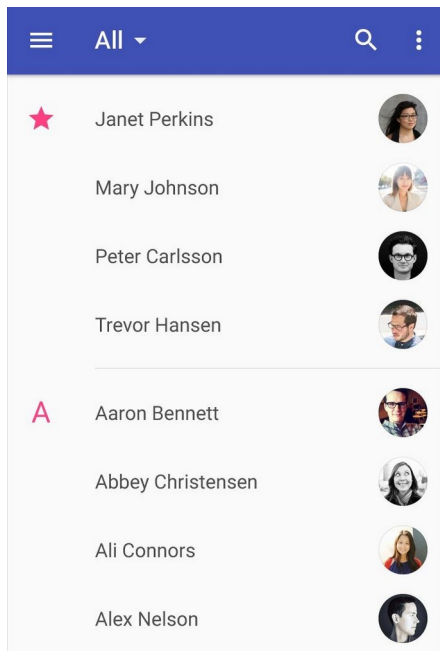 All
Janet Perkins
Mary Johnson
Peter Carlsson
Trevor Hansen
A
Aaron Bennett
Abbey Christensen
Ali Connors
Alex Nelson